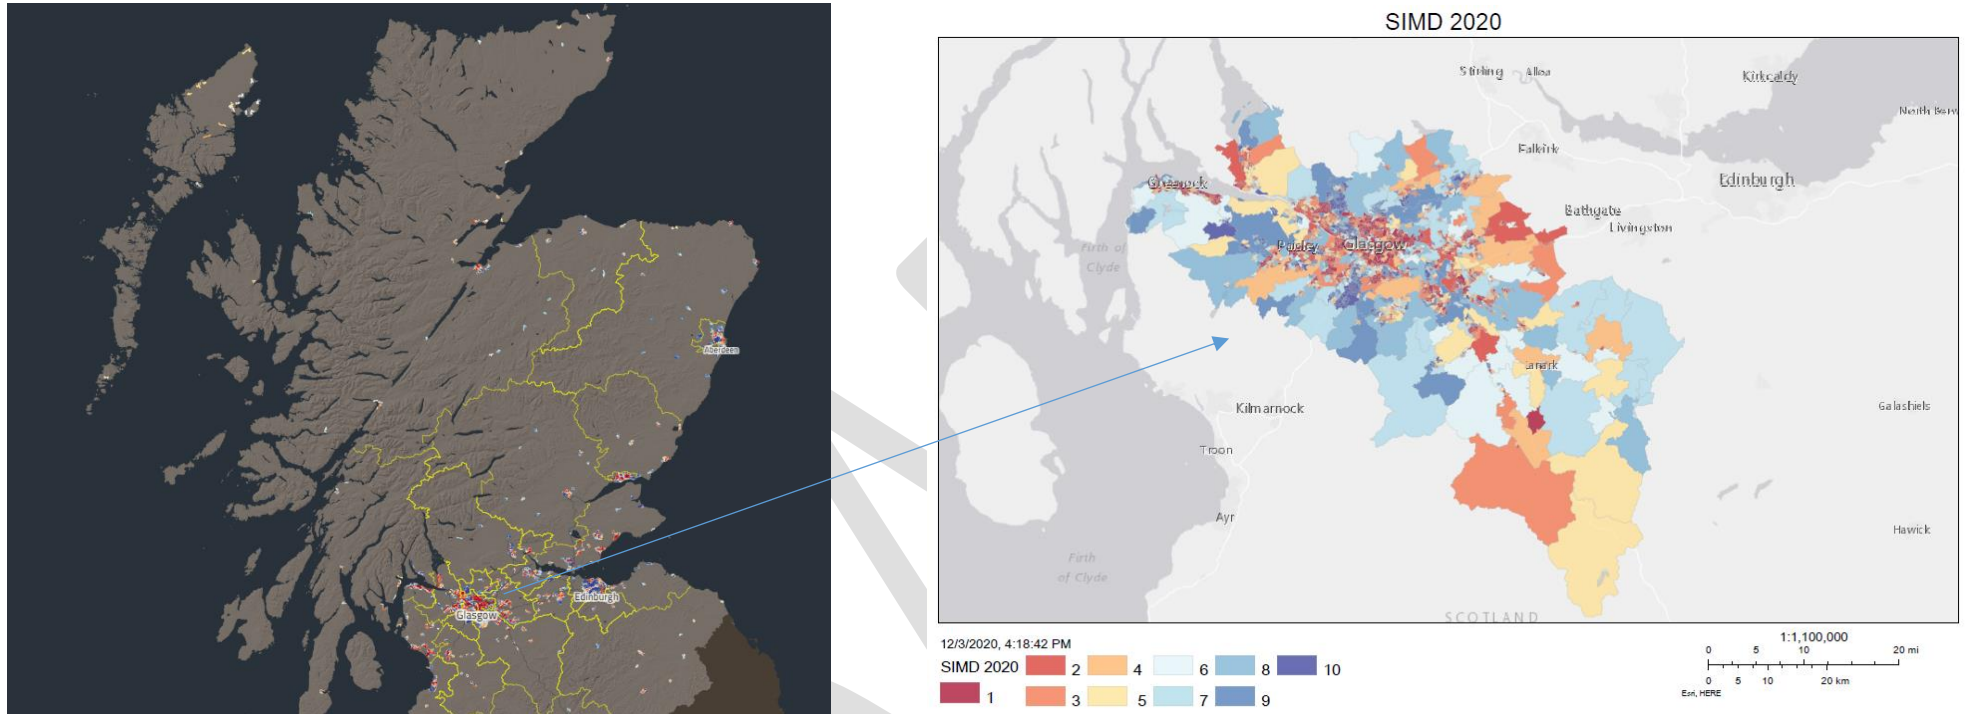 SIMD 2020
Stirling
Alloa
Kirkcaldy
North Berw
Falkirk
Edinburgh
Greenock
Bathgate
Livingston
Firth of
Clyde
Paisley
Glasgow
Aberdeen
Lanark
Kilmarnock
Galashiels
Troon
Ayr
Hawick
Firth
of Clyde
Edinburgh
Glasgow
SCOTLAND
12/3/2020, 4:18:42 PM
SIMD 2020
1
2
3
4
5
6
7
8
9
10
1:1,100,000
0 5 10 20 mi
0 5 10 20 km
Esri, HERE